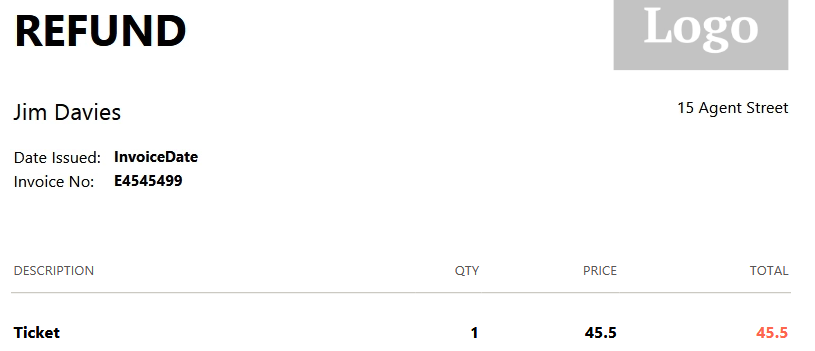 REFUND
Logo
Jim Davies
15 Agent Street
Date Issued: InvoiceDate
Invoice No: E4545499
DESCRIPTION QTY PRICE TOTAL
Ticket 1 45.5 45.5